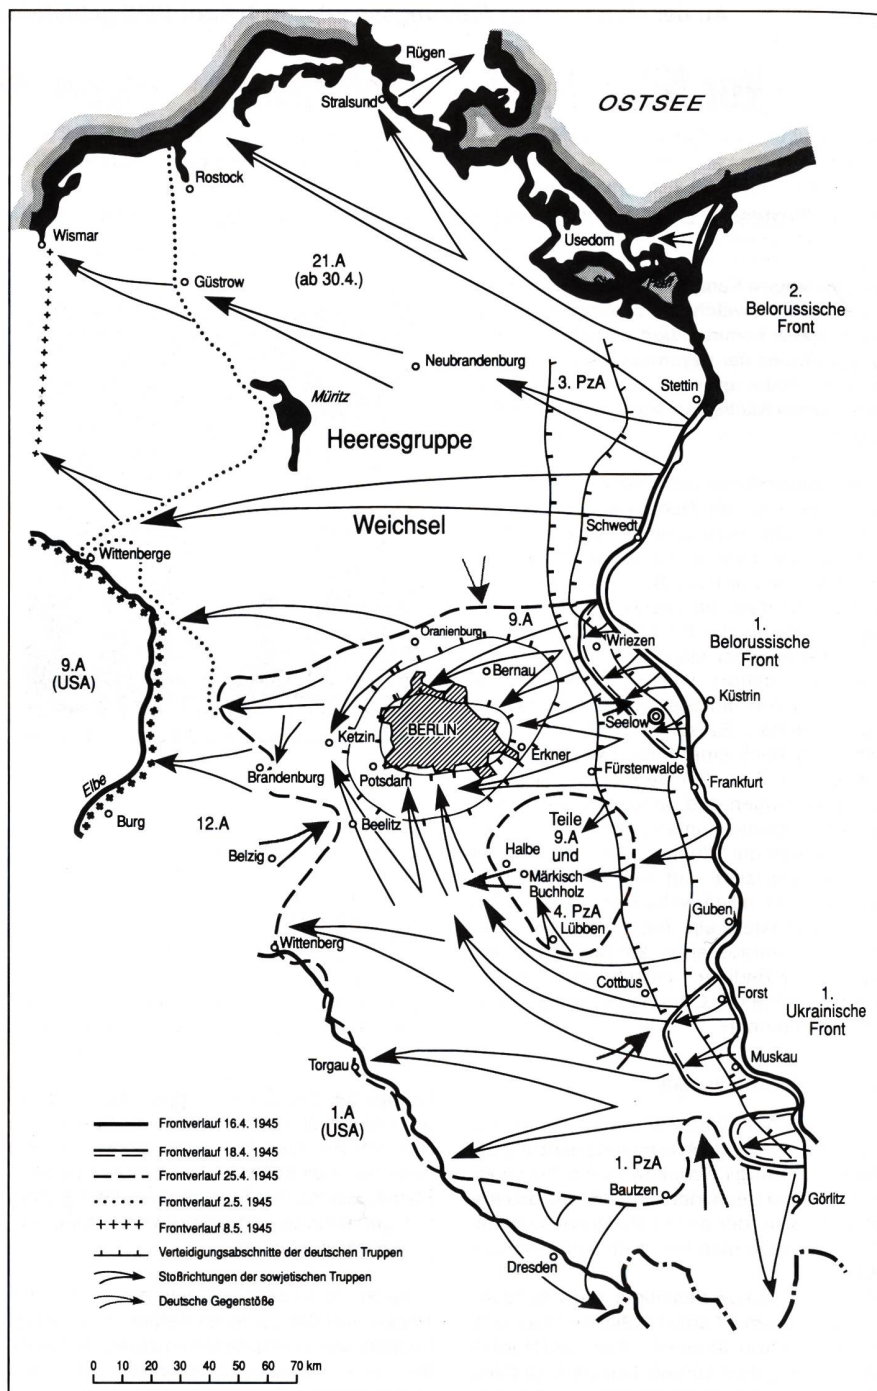 Rügen
Stralsund
OSTSEE
Rostock
Wismar
Usedom
21.A
(ab 30.4.)
Güstrow
2.
Belorussische
Front
Neubrandenburg
3. PzA
Stettin
Müritz
Heeresgruppe
Weichsel
Schwedt
Wittenberge
9.A
Oranienburg
Wriezen
1.
Belorussische
Front
9.A
(USA)
Bernau
Küstrin
Seelow
BERLIN
Ketzin
Erkner
Potsdam
Fürstenwalde
Brandenburg
Frankfurt
Elbe
Burg
12.A
Beelitz
Teile
9.A
und
Halbe
Märkisch
Buchholz
Belzig
4. PzA
Lübben
Guben
Wittenberg
Cottbus
Forst
1.
Ukrainische
Front
Muskau
Torgau
1.A
(USA)
1. PzA
Bautzen
Görlitz
Dresden
Frontverlauf 16.4. 1945
Frontverlauf 18.4. 1945
Frontverlauf 25.4. 1945
Frontverlauf 2.5. 1945
Frontverlauf 8.5. 1945
Verteidigungsabschnitte der deutschen Truppen
Stoßrichtungen der sowjetischen Truppen
Deutsche Gegenstöße
0 10 20 30 40 50 60 70 km